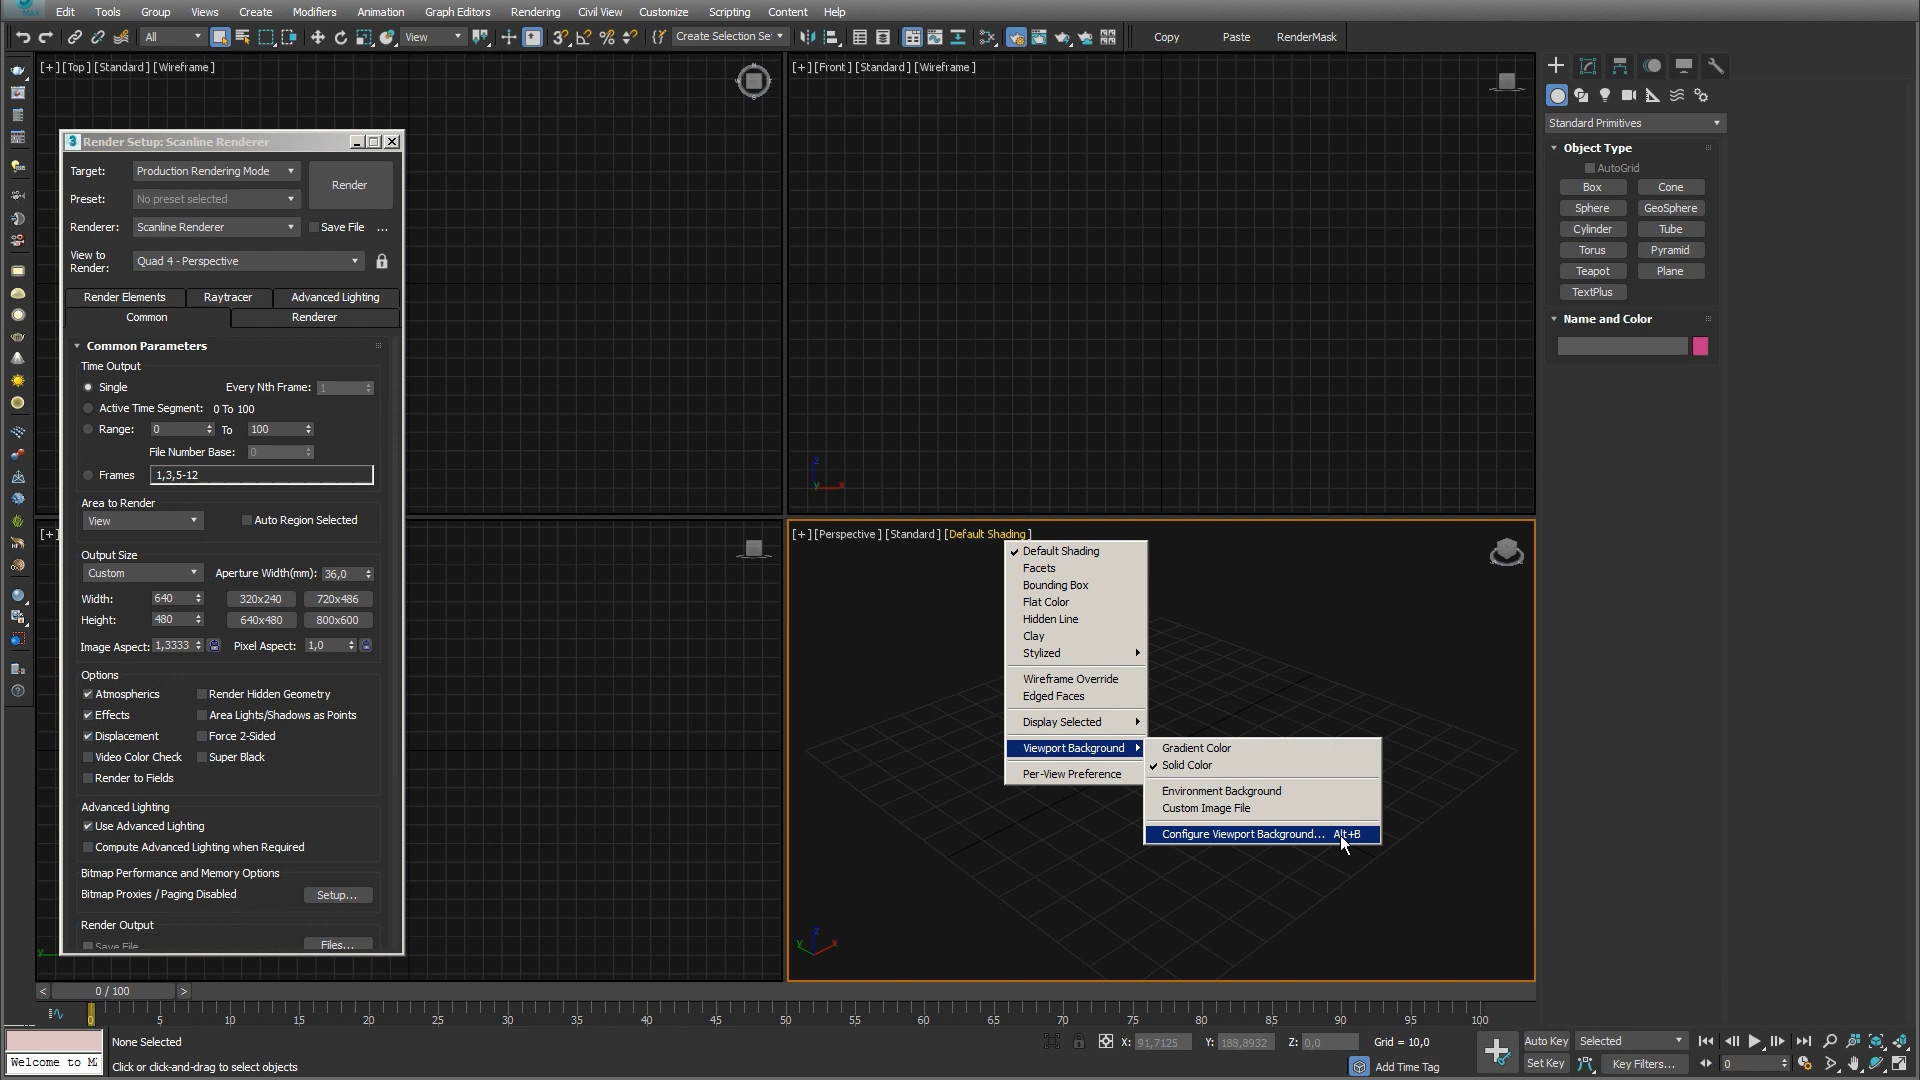 Edit Tools Group Views Create Modifiers Animation Graph Editors Rendering Civil View Customize Scripting Content Help
All View Create Selection Se Copy Paste RenderMask
[+] [Top] [Standard] [Wireframe]
[+] [Front] [Standard] [Wireframe]
Standard Primitives
Object Type
AutoGrid
Box Cone
Sphere GeoSphere
Cylinder Tube
Torus Pyramid
Teapot Plane
TextPlus
Name and Color
Render Setup: Scanline Renderer
Target: Production Rendering Mode Render
Preset: No preset selected
Renderer: Scanline Renderer Save File ...
View to Render: Quad 4 - Perspective
Render Elements Raytracer Advanced Lighting
Common Renderer
Common Parameters
Time Output
Single Every Nth Frame: 1
Active Time Segment: 0 To 100
Range: 0 To 100
File Number Base: 0
Frames 1,3,5-12
Area to Render
View Auto Region Selected
Output Size
Custom Aperture Width(mm): 36,0
Width: 640 320x240 720x486
Height: 480 640x480 800x600
Image Aspect: 1,3333 Pixel Aspect: 1,0
Options
Atmospherics Render Hidden Geometry
Effects Area Lights/Shadows as Points
Displacement Force 2-Sided
Video Color Check Super Black
Render to Fields
Advanced Lighting
Use Advanced Lighting
Compute Advanced Lighting when Required
Bitmap Performance and Memory Options
Bitmap Proxies / Paging Disabled Setup...
Render Output
Save File Files...
[+]
[+] [Perspective] [Standard] [Default Shading]
Default Shading
Facets
Bounding Box
Flat Color
Hidden Line
Clay
Stylized
Wireframe Override
Edged Faces
Display Selected
Viewport Background
Per-View Preference
Gradient Color
Solid Color
Environment Background
Custom Image File
Configure Viewport Background... Alt+B
z
y x
z
y x
y
< 0 / 100 >
0 5 10 15 20 25 30 35 40 45 50 55 60 65 70 75 80 85 90 95 100
None Selected X: 91,7125 Y: 188,8932 Z: 0,0 Grid = 10,0 Auto Key Selected
Welcome to M Click or click-and-drag to select objects Add Time Tag Set Key Key Filters... 0